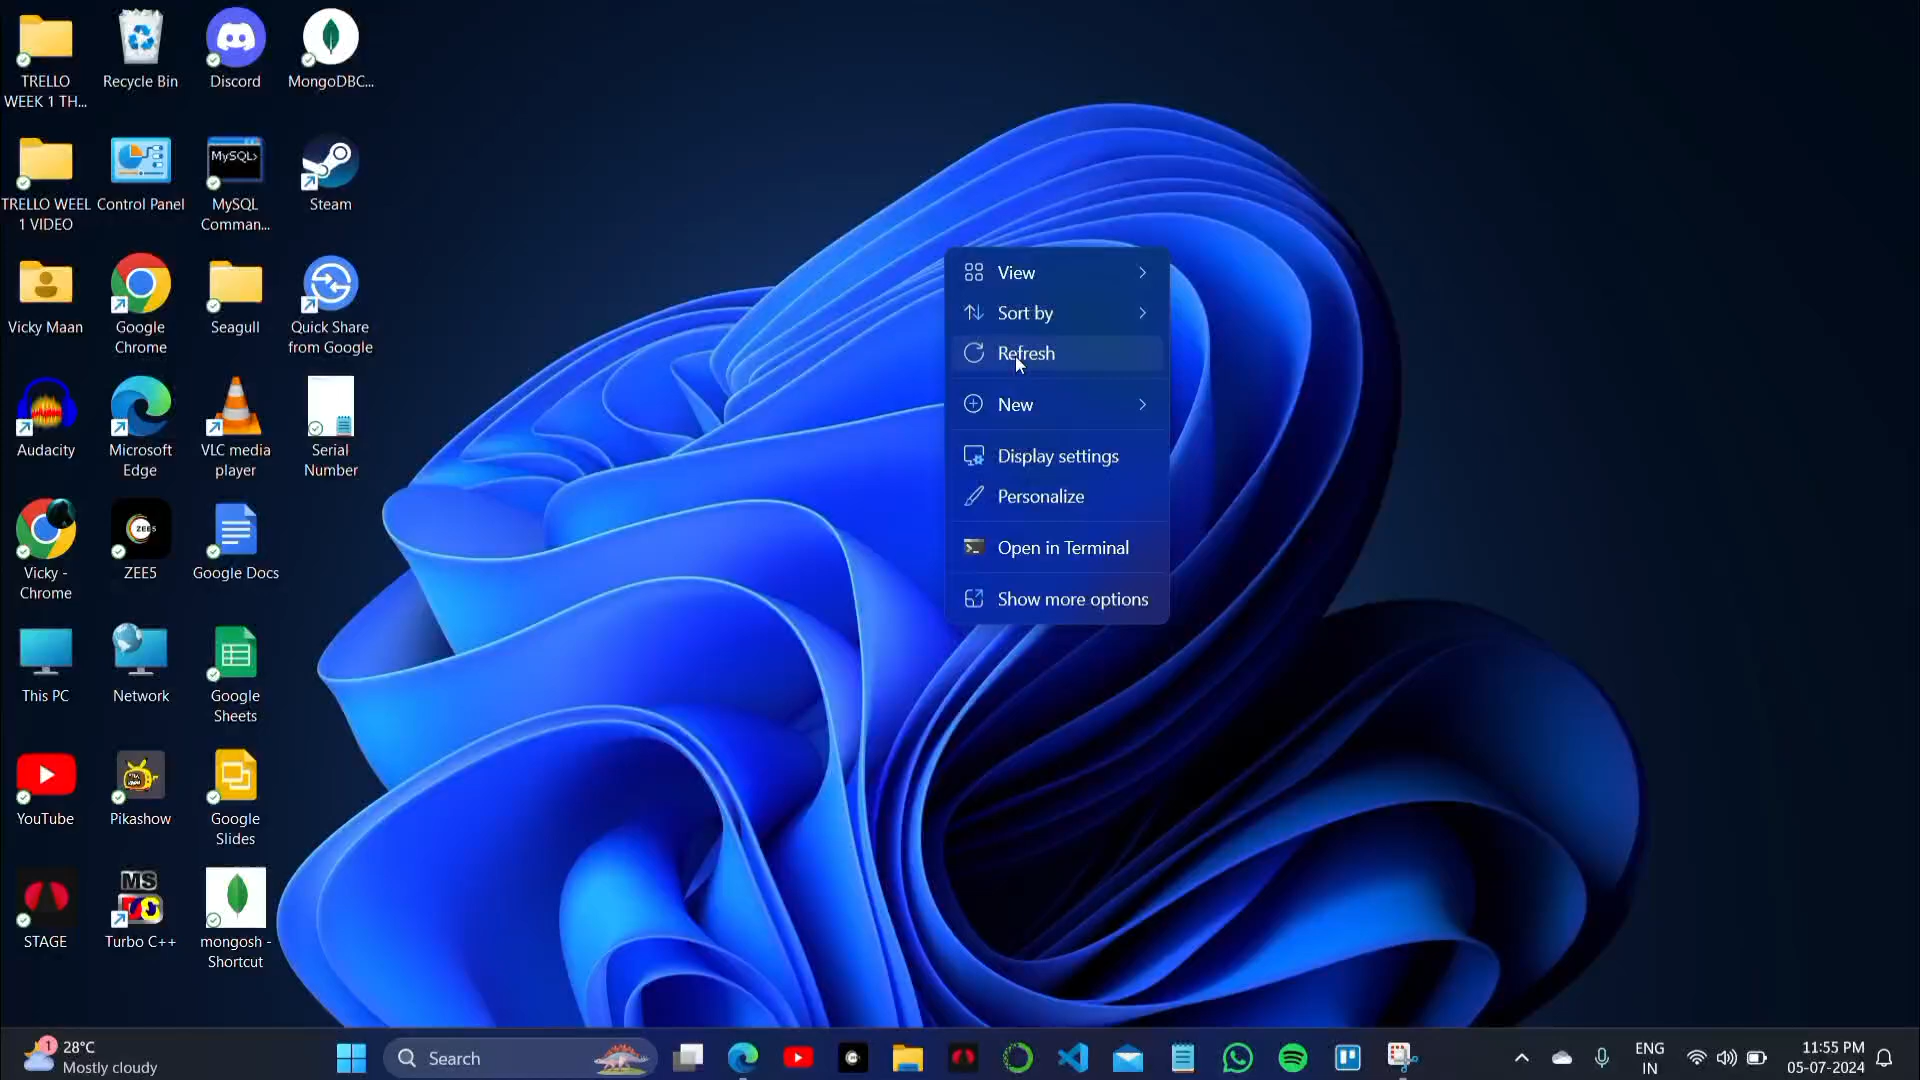 TRELLO
WEEK 1 TH...
Recycle Bin
Discord
MongoDBC...
TRELLO WEEL
1 VIDEO
Control Panel
MySQL>
MySQL
Comman...
Steam
Vicky Maan
Google
Chrome
Seagull
Quick Share
from Google
Audacity
Microsoft
Edge
VLC media
player
Serial
Number
Vicky -
Chrome
ZEE5
ZEE5
Google Docs
This PC
Network
Google
Sheets
YouTube
Pikashow
Google
Slides
STAGE
MS
Turbo C++
mongosh -
Shortcut
View
Sort by
Refresh
New
Display settings
Personalize
Open in Terminal
Show more options
1
28°C
Mostly cloudy
Search
ENG
IN
11:55 PM
05-07-2024